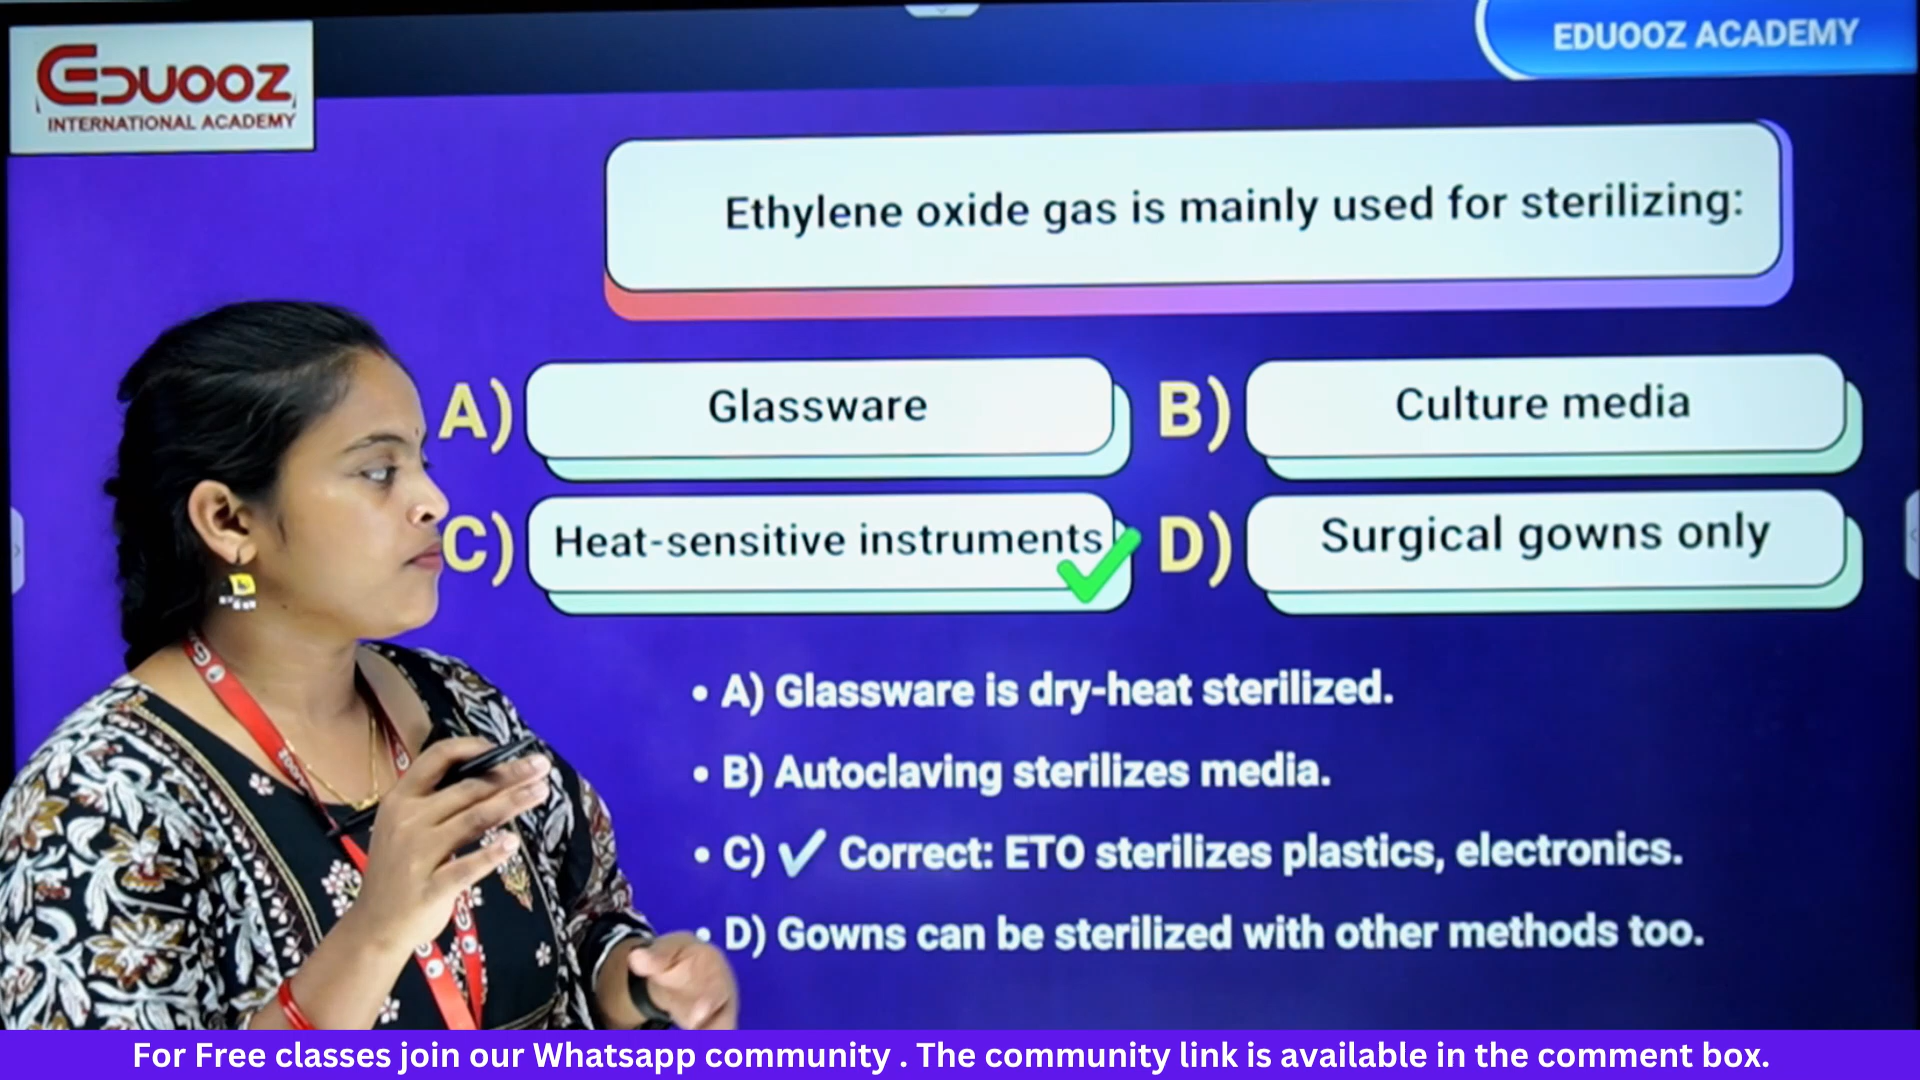 EDUOOZ
INTERNATIONAL ACADEMY
EDUOOZ ACADEMY
Ethylene oxide gas is mainly used for sterilizing:
A) Glassware
B) Culture media
C) Heat-sensitive instruments
D) Surgical gowns only
• A) Glassware is dry-heat sterilized.
• B) Autoclaving sterilizes media.
• C) ✓ Correct: ETO sterilizes plastics, electronics.
• D) Gowns can be sterilized with other methods too.
For Free classes join our Whatsapp community . The community link is available in the comment box.